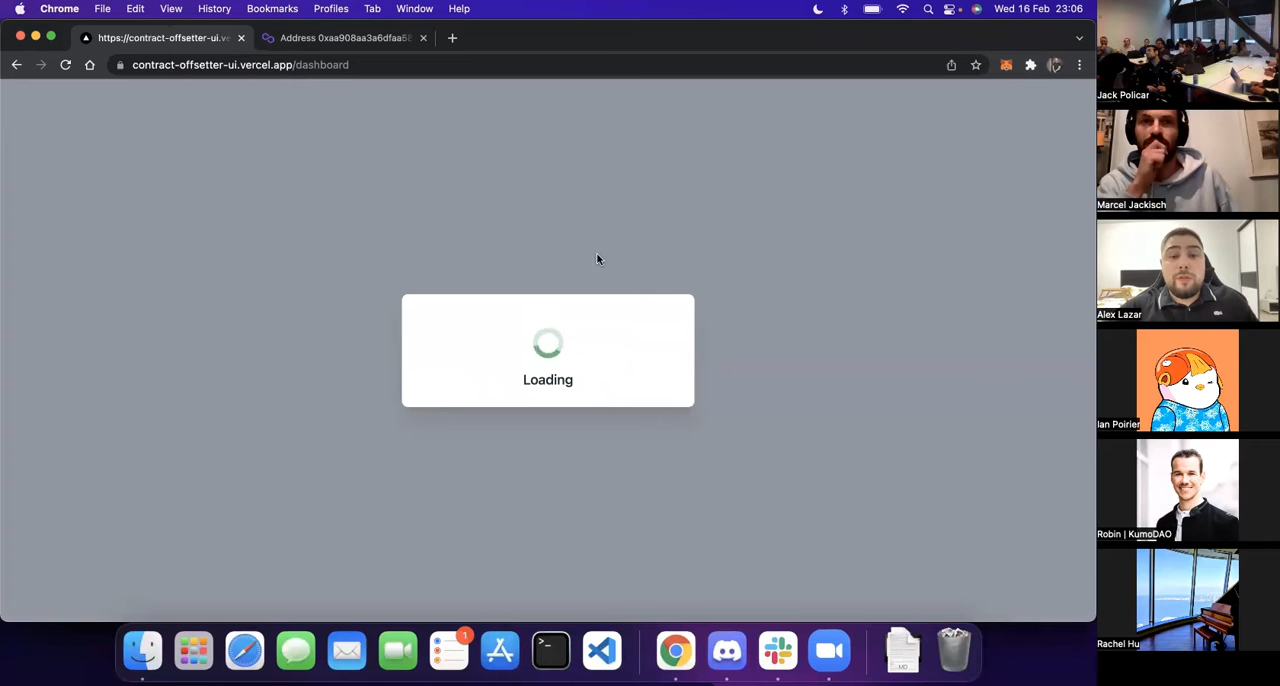 Chrome File Edit View History Bookmarks Profiles Tab Window Help Wed 16 Feb 23:06
https://contract-offsetter-ui.ve Address 0xaa908aa3a6dfaa58
contract-offsetter-ui.vercel.app/dashboard
Loading
Jack Policar
Marcel Jackisch
Alex Lazar
Ian Poirier
Robin | KumoDAO
Rachel Hu
1
>_
.MD